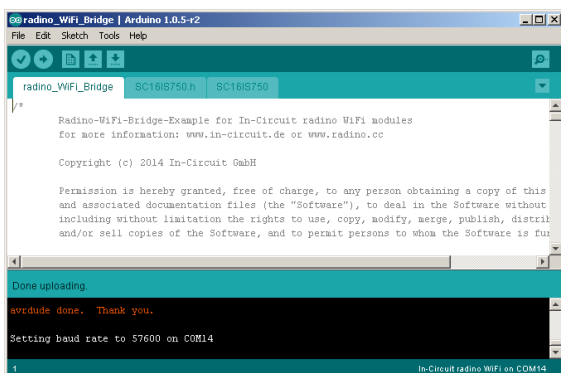 radino_WiFi_Bridge | Arduino 1.0.5-r2
File Edit Sketch Tools Help
radino_WiFi_Bridge SC16IS750.h SC16IS750
/*
Radino-WiFi-Bridge-Example for In-Circuit radino WiFi modules
for more information: www.in-circuit.de or www.radino.cc
Copyright (c) 2014 In-Circuit GmbH
Permission is hereby granted, free of charge, to any person obtaining a copy of this
and associated documentation files (the "Software"), to deal in the Software without
including without limitation the rights to use, copy, modify, merge, publish, distrib
and/or sell copies of the Software, and to permit persons to whom the Software is fur
Done uploading.
avrdude done.  Thank you.
Setting baud rate to 57600 on COM14
1 In-Circuit radino WiFi on COM14